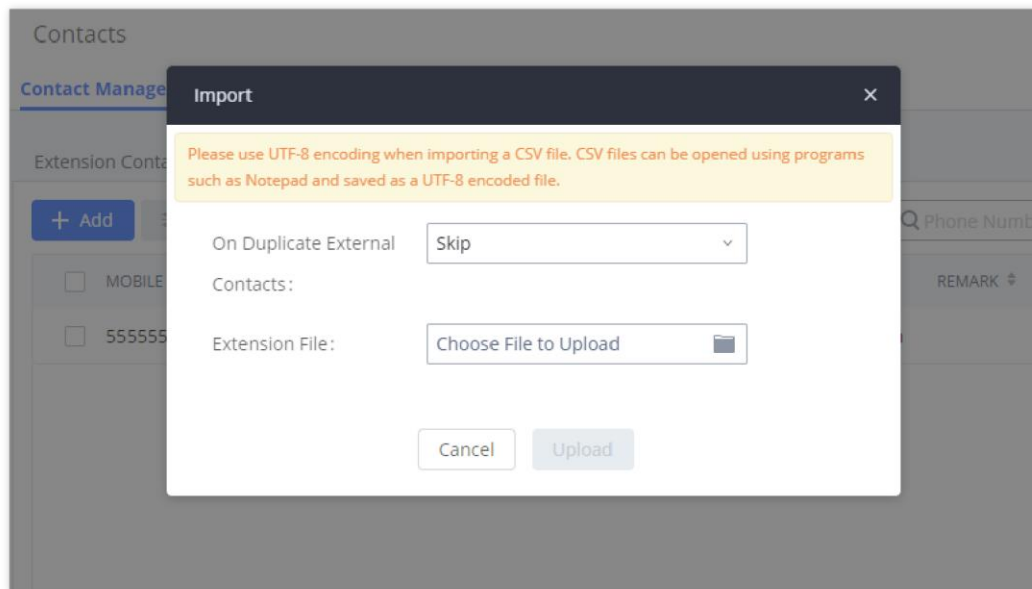 Contacts
Contact Manage
Import
Please use UTF-8 encoding when importing a CSV file. CSV files can be opened using programs
such as Notepad and saved as a UTF-8 encoded file.
Extension Conta
+ Add
Phone Numb
On Duplicate External
Contacts:
Skip
MOBILE
REMARK
555555
Extension File:
Choose File to Upload
Cancel
Upload